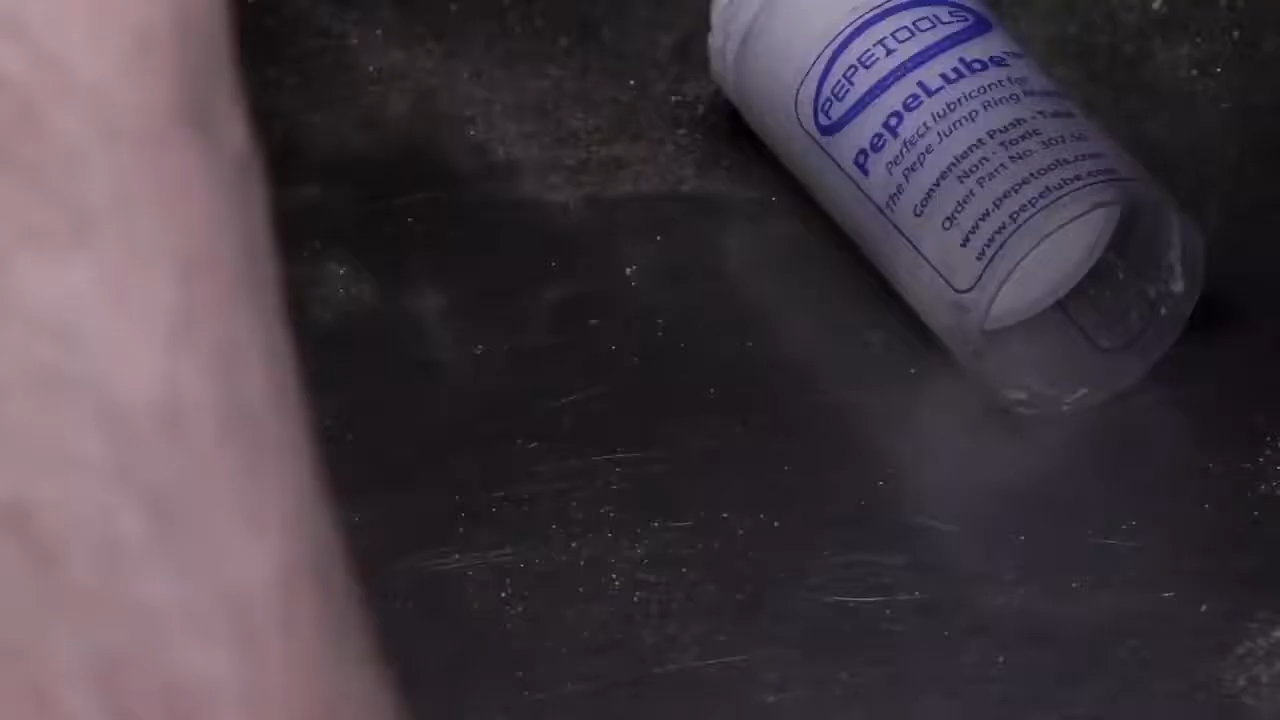 PEPETOOLS
PepeLube™
Perfect lubricant for
The Pepe Jump Ring
Convenient Push - Tube
Non - Toxic
Order Part No. 307.50
www.pepetools.com
www.pepelube.com